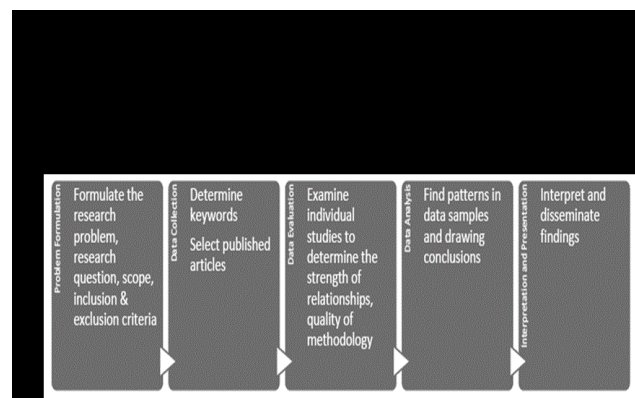 Problem Formulation
Formulate the
research
problem,
research
question, scope,
inclusion &
exclusion criteria
Data Collection
Determine
keywords
Select published
articles
Data Evaluation
Examine
individual
studies to
determine the
strength of
relationships,
quality of
methodology
Data Analysis
Find patterns in
data samples
and drawing
conclusions
Interpretation and Presentation
Interpret and
disseminate
findings